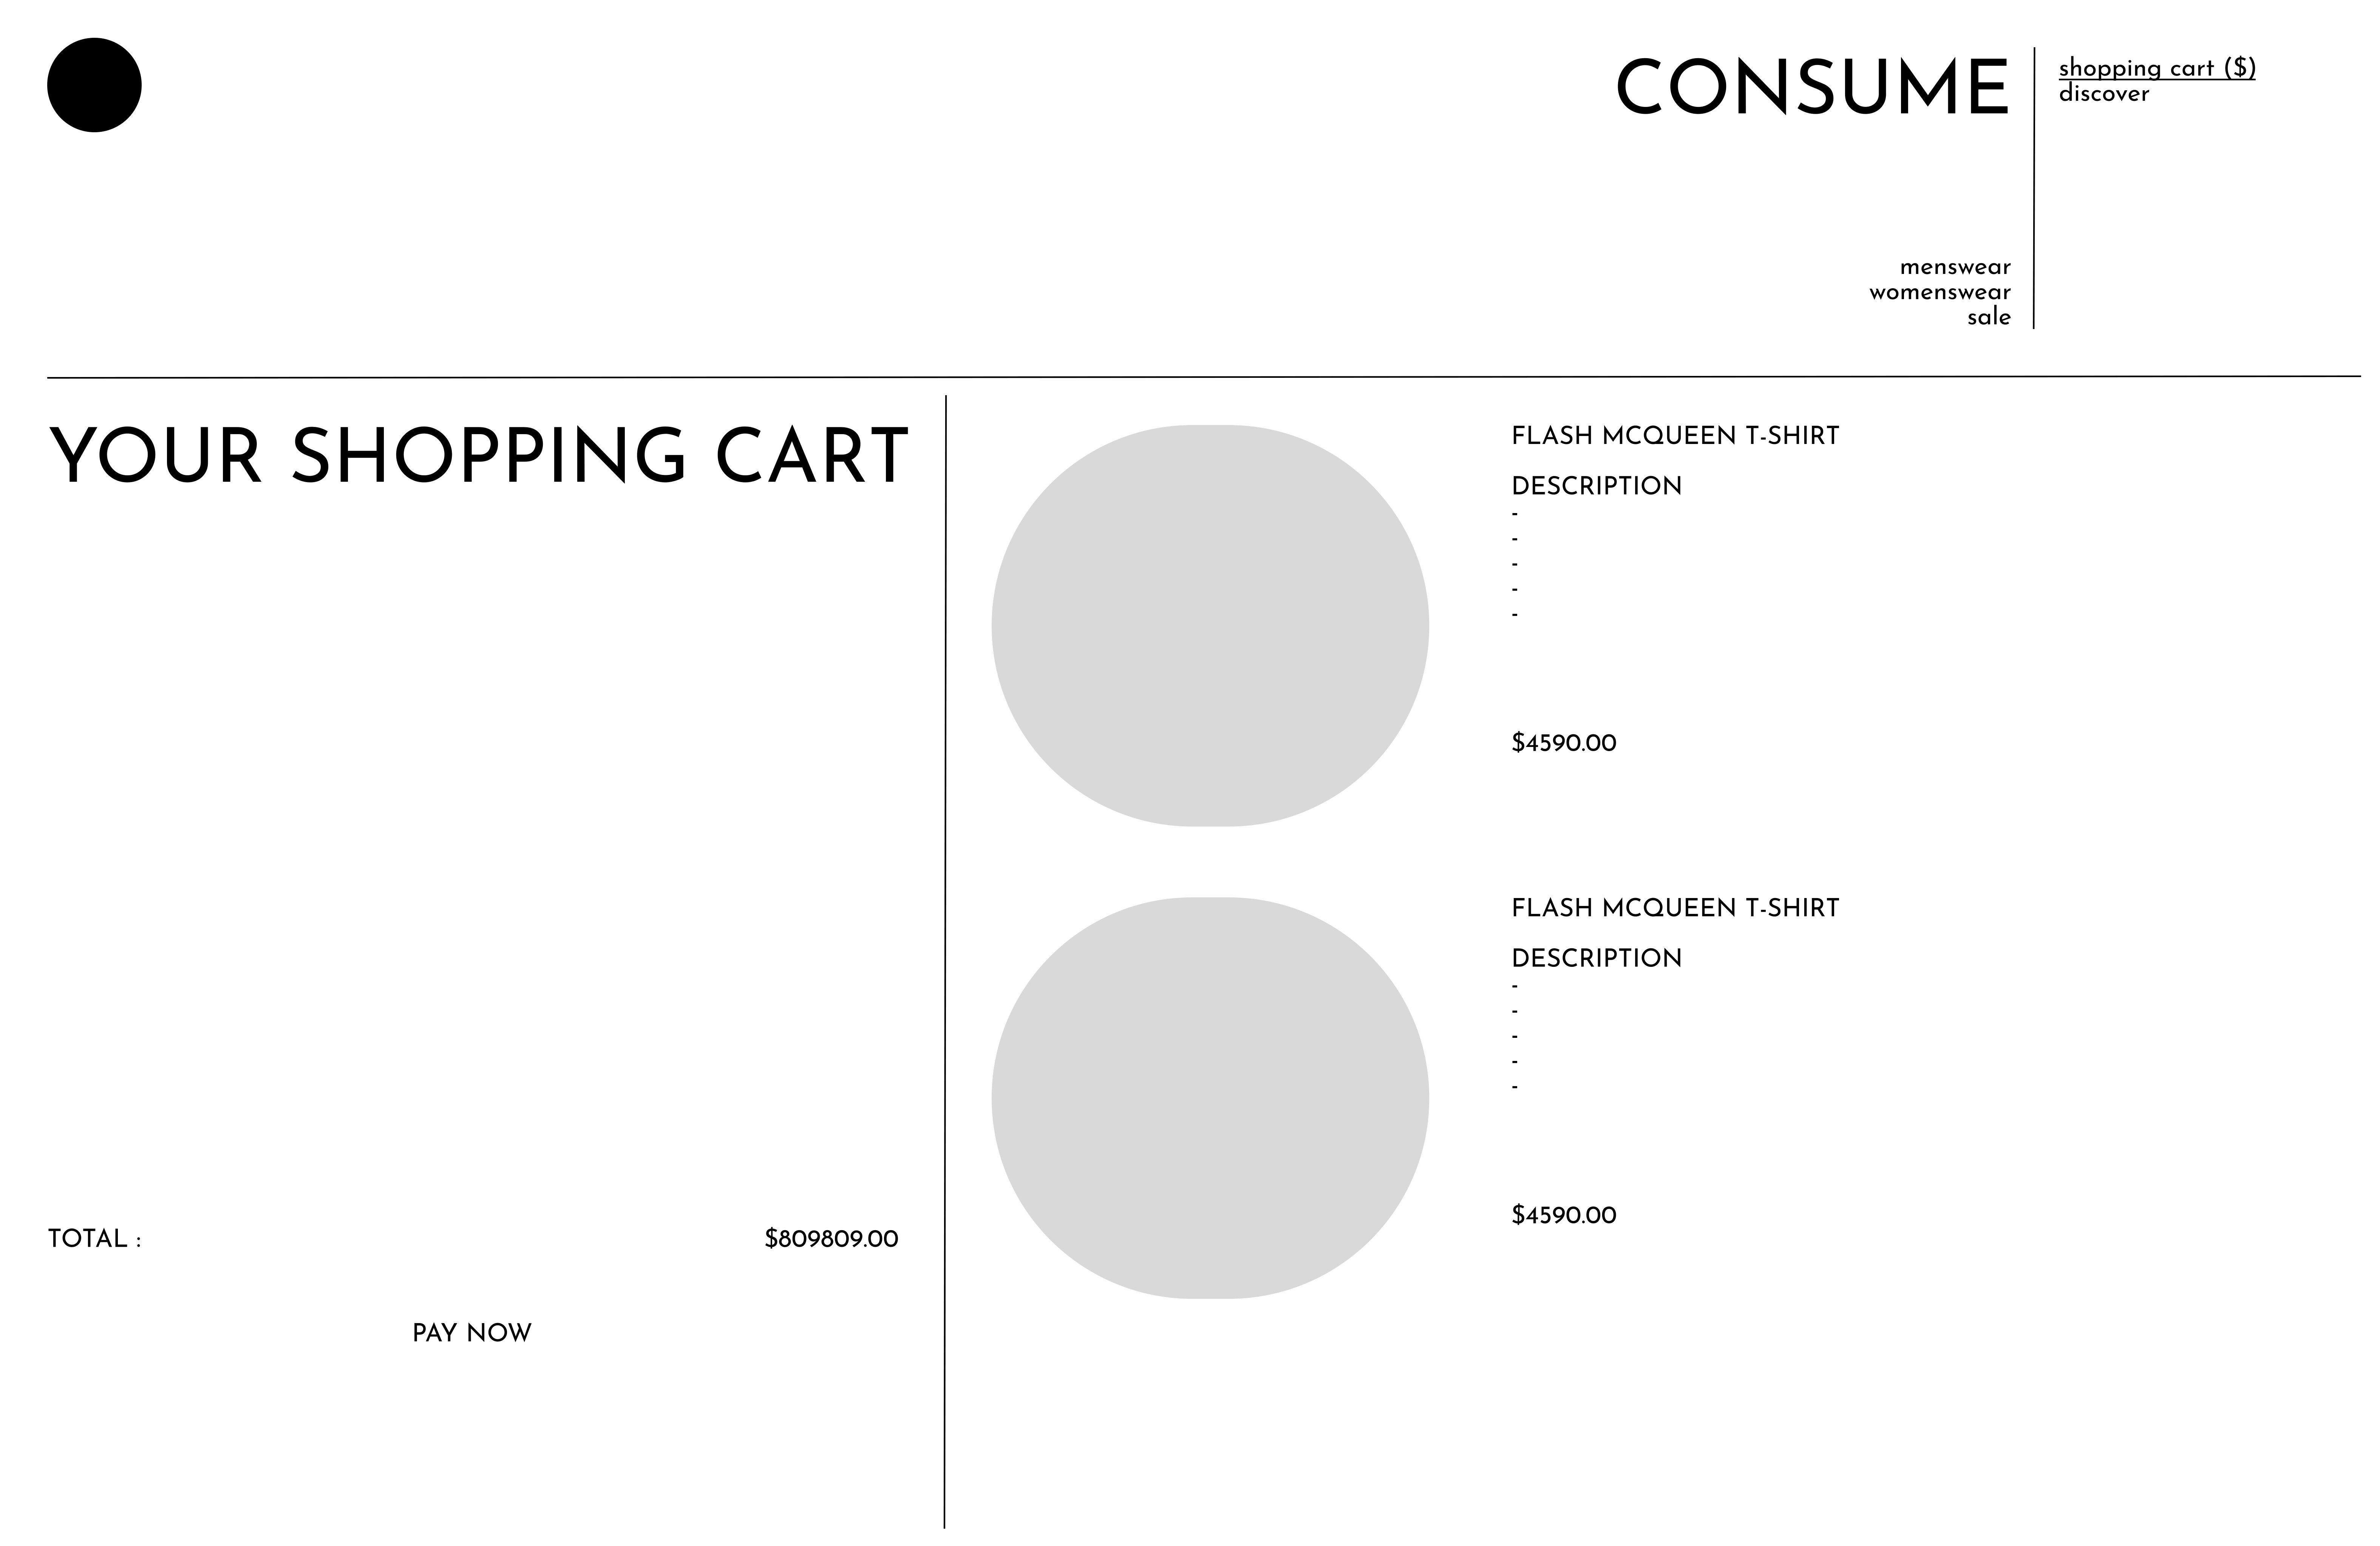 CONSUME
shopping cart ($)
discover
menswear
womenswear
sale
YOUR SHOPPING CART
TOTAL :
$809809.00
PAY NOW
FLASH MCQUEEN T-SHIRT
DESCRIPTION
-
-
-
-
-
$4590.00
FLASH MCQUEEN T-SHIRT
DESCRIPTION
-
-
-
-
-
$4590.00